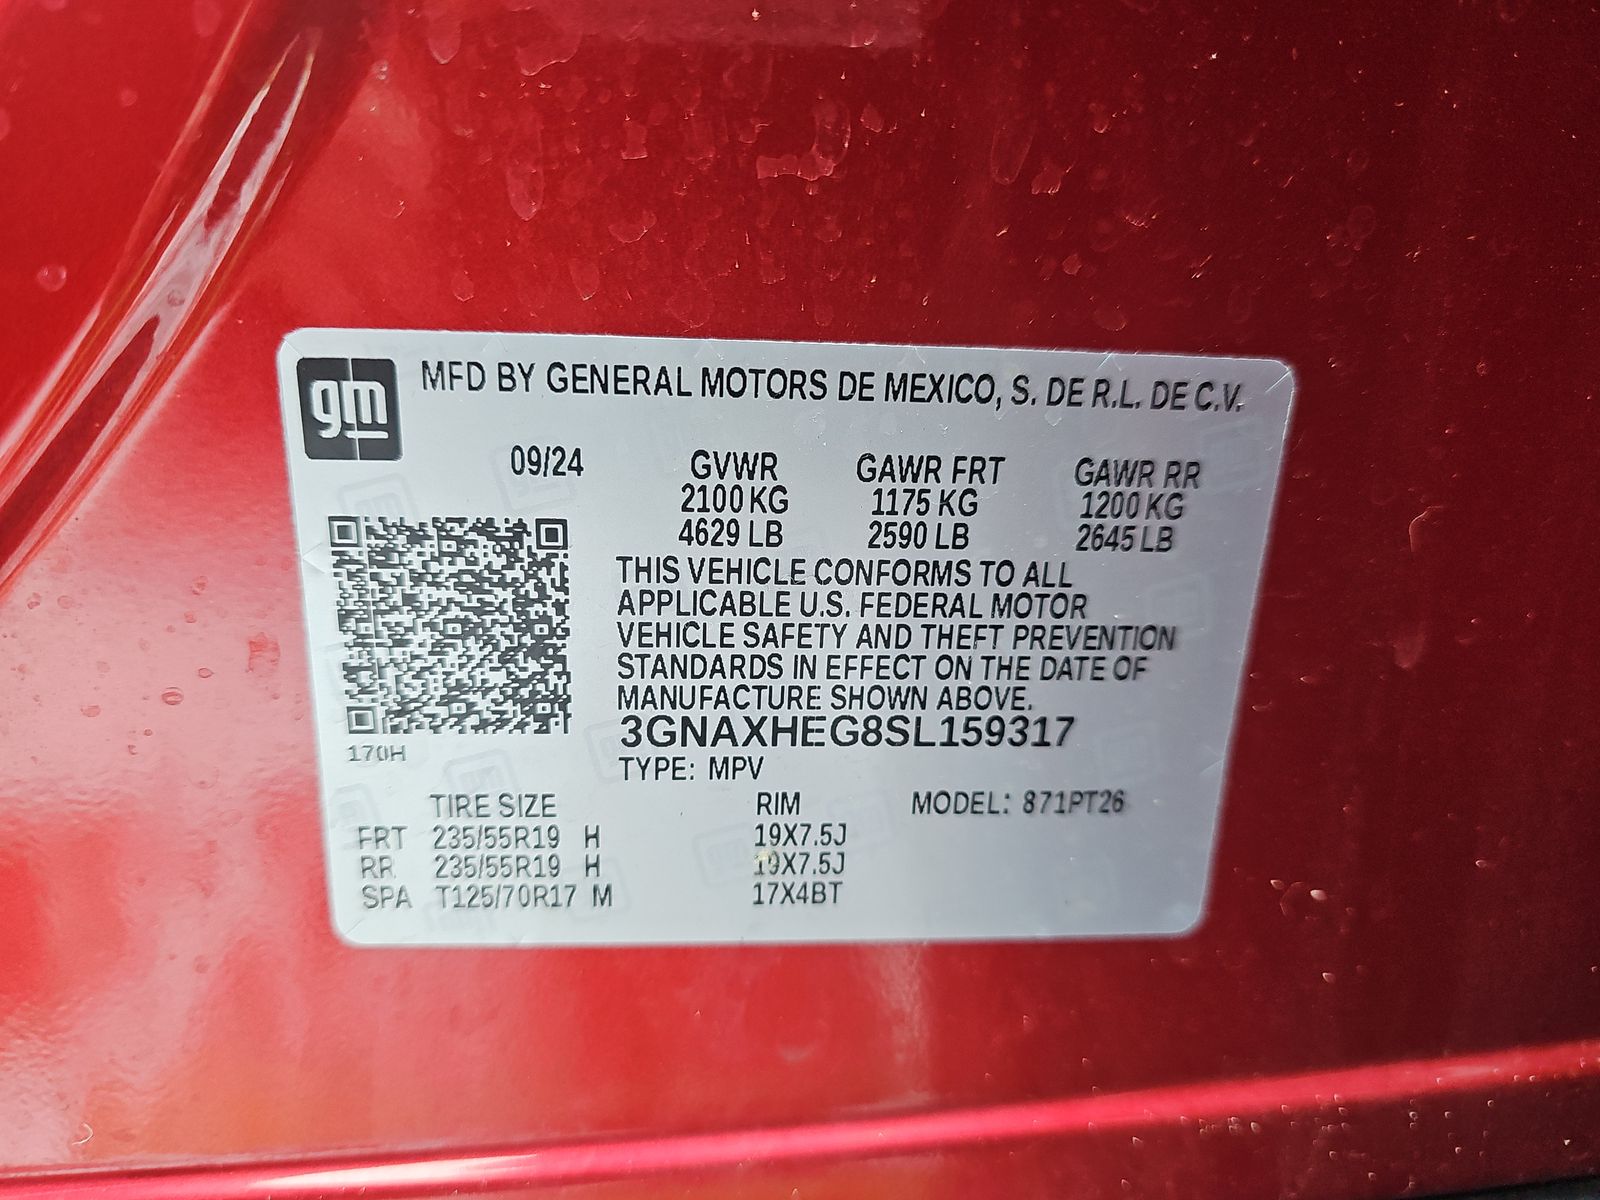 gm
MFD BY GENERAL MOTORS DE MEXICO, S. DE R.L. DE C.V.
09/24 GVWR GAWR FRT GAWR RR
2100 KG 1175 KG 1200 KG
4629 LB 2590 LB 2645 LB
THIS VEHICLE CONFORMS TO ALL
APPLICABLE U.S. FEDERAL MOTOR
VEHICLE SAFETY AND THEFT PREVENTION
STANDARDS IN EFFECT ON THE DATE OF
MANUFACTURE SHOWN ABOVE.
3GNAXHEG8SL159317
170H
TYPE: MPV
TIRE SIZE RIM MODEL: 871PT26
FRT 235/55R19 H 19X7.5J
RR 235/55R19 H 19X7.5J
SPA T125/70R17 M 17X4BT